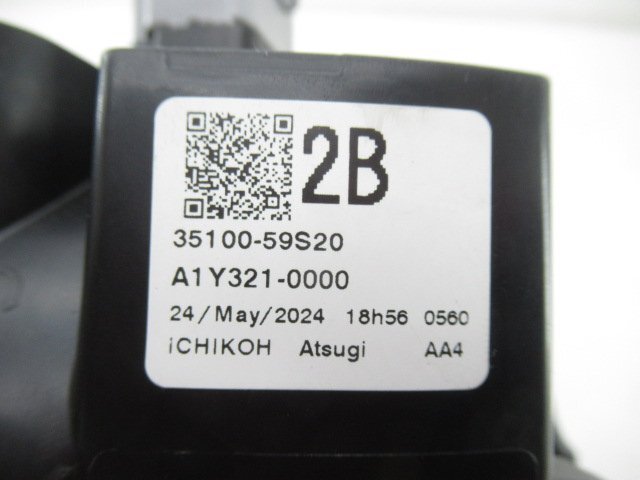 2B
35100-59S20
A1Y321-0000
24/May/2024 18h56 0560
iCHIKOH Atsugi AA4